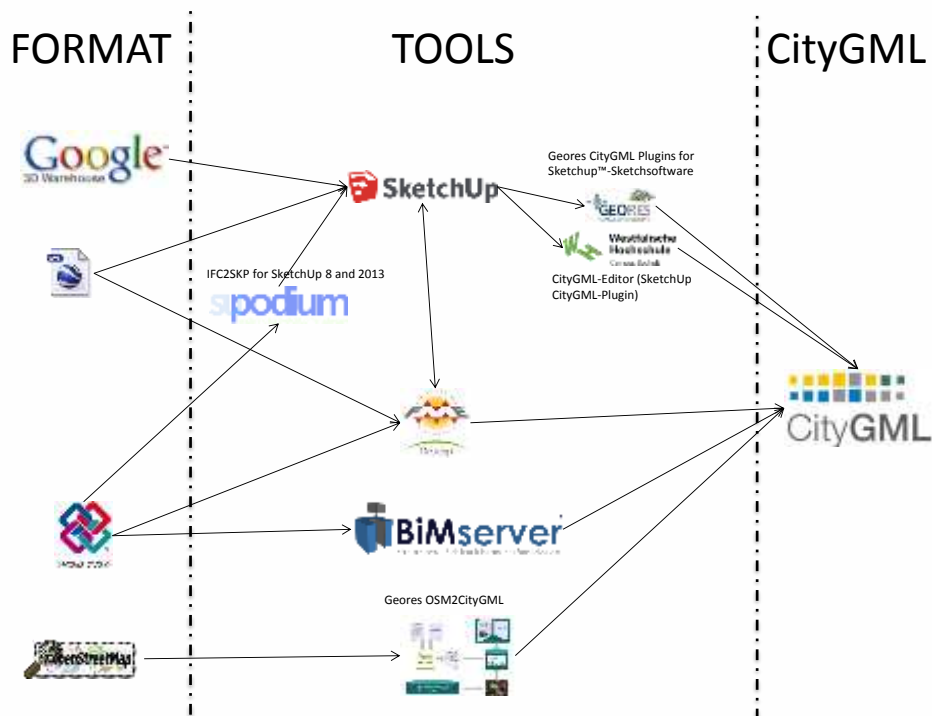 FORMAT
TOOLS
CityGML
Google
3D Warehouse
Geores CityGML Plugins for
Sketchup™-Sketchsoftware
SketchUp
GEORES
Westfälische
Hochschule
CityGML-Editor (SketchUp
CityGML-Plugin)
IFC2SKP for SketchUp 8 and 2013
supodium
CityGML
BiMserver
Geores OSM2CityGML
OpenStreetMap